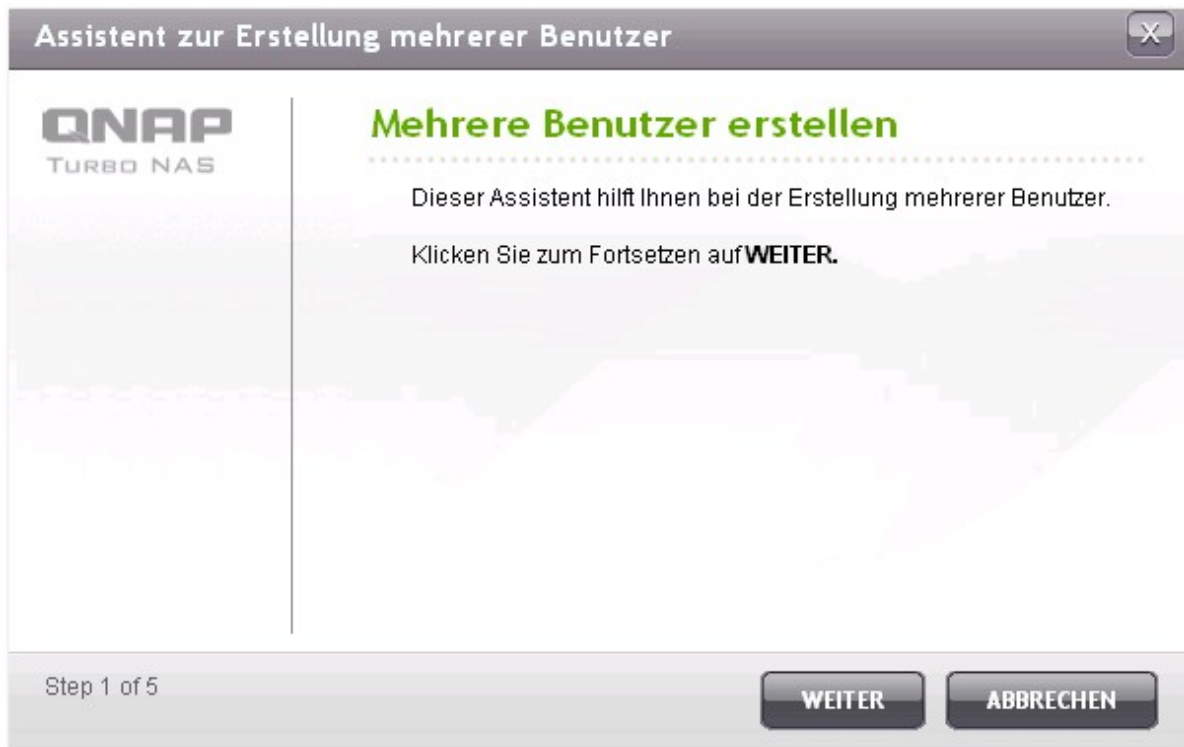 Assistent zur Erstellung mehrerer Benutzer
X
QNAP
TURBO NAS
Mehrere Benutzer erstellen
Dieser Assistent hilft Ihnen bei der Erstellung mehrerer Benutzer.
Klicken Sie zum Fortsetzen auf WEITER.
Step 1 of 5
WEITER
ABBRECHEN